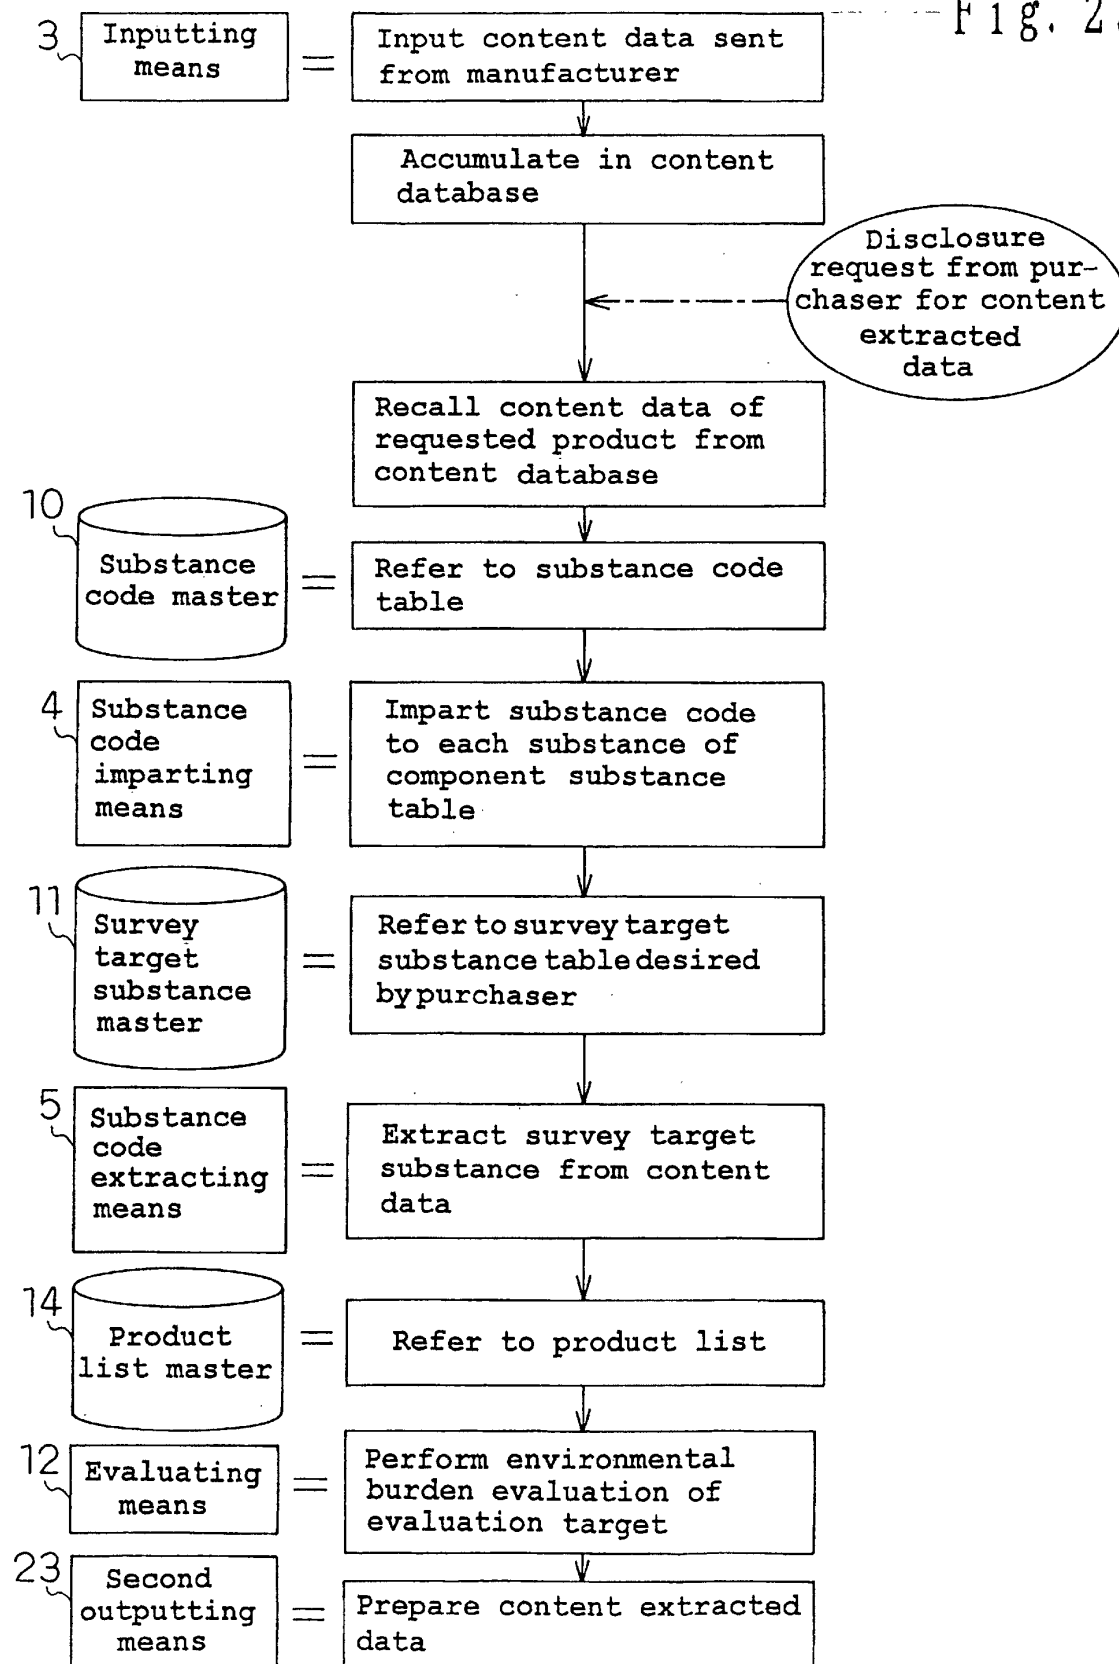 Fig. 2
3
Inputting
means
=
Input content data sent
from manufacturer
Accumulate in content
database
Disclosure
request from pur-
chaser for content
extracted
data
Recall content data of
requested product from
content database
10
Substance
code master
=
Refer to substance code
table
4
Substance
code
imparting
means
=
Impart substance code
to each substance of
component substance
table
11
Survey
target
substance
master
=
Refer to survey target
substance table desired
by purchaser
5
Substance
code
extracting
means
=
Extract survey target
substance from content
data
14
Product
list master
=
Refer to product list
12
Evaluating
means
=
Perform environmental
burden evaluation of
evaluation target
23
Second
outputting
means
=
Prepare content extracted
data